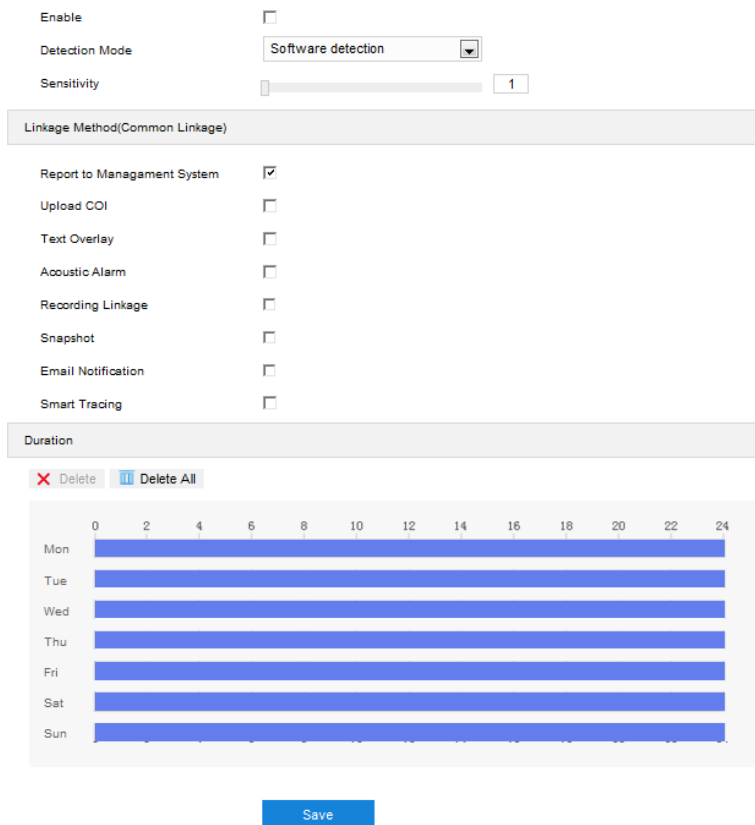 Enable
Detection Mode Software detection
Sensitivity 1
Linkage Method(Common Linkage)
Report to Managament System
Upload COI
Text Overlay
Acoustic Alarm
Recording Linkage
Snapshot
Email Notification
Smart Tracing
Duration
Delete Delete All
0 2 4 6 8 10 12 14 16 18 20 22 24
Mon
Tue
Wed
Thu
Fri
Sat
Sun
Save